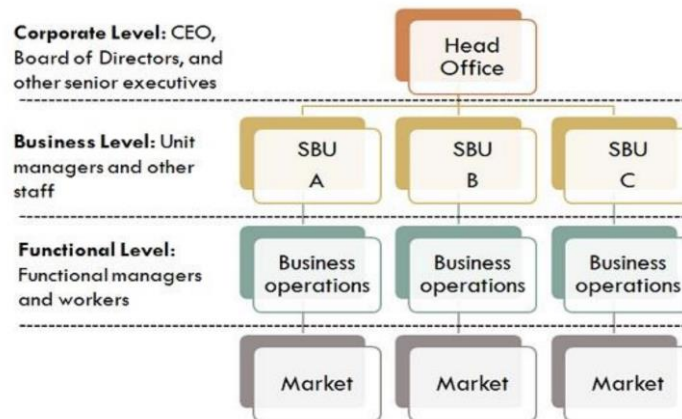 Corporate Level: CEO,
Board of Directors, and
other senior executives
Head
Office
Business Level: Unit
managers and other
staff
SBU
A
SBU
B
SBU
C
Functional Level:
Functional managers
and workers
Business
operations
Business
operations
Business
operations
Market
Market
Market